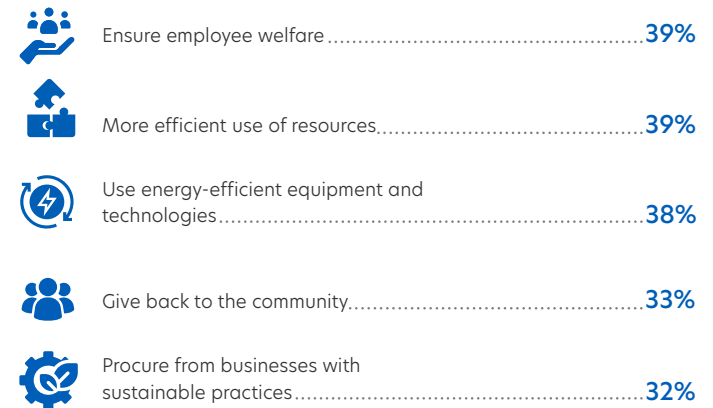 Ensure employee welfare 39%
More efficient use of resources 39%
Use energy-efficient equipment and
technologies 38%
Give back to the community 33%
Procure from businesses with
sustainable practices 32%